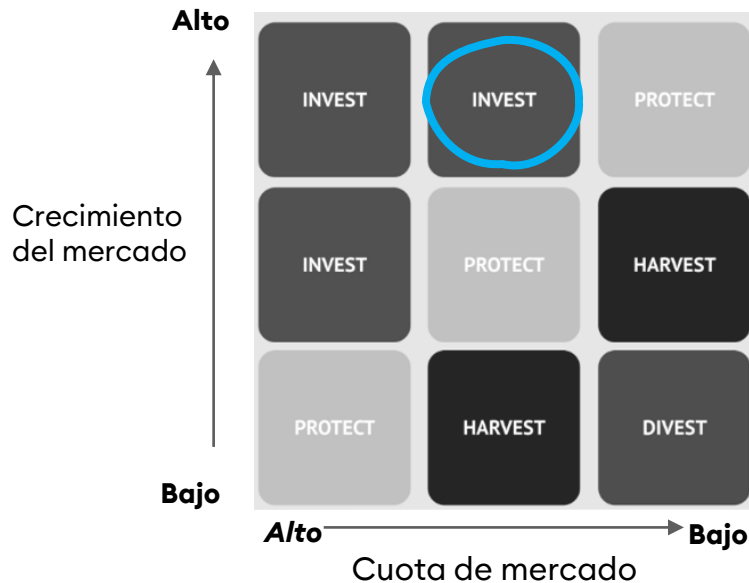 Alto
INVEST
INVEST
PROTECT
Crecimiento
del mercado
INVEST
PROTECT
HARVEST
PROTECT
HARVEST
DIVEST
Bajo
Alto
Bajo
Cuota de mercado